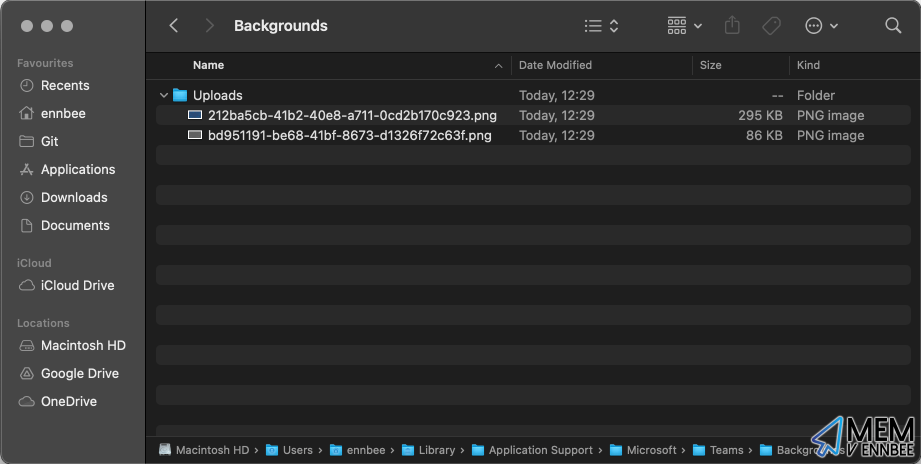 Backgrounds
Favourites
Recents
ennbee
Git
Applications
Downloads
Documents
iCloud
iCloud Drive
Locations
Macintosh HD
Google Drive
OneDrive
Name Date Modified Size Kind
Uploads Today, 12:29 -- Folder
212ba5cb-41b2-40e8-a711-0cd2b170c923.png Today, 12:29 295 KB PNG image
bd951191-be68-41bf-8673-d1326f72c63f.png Today, 12:29 86 KB PNG image
Macintosh HD › Users › ennbee › Library › Application Support › Microsoft › Teams ›
MEM
V ENNBEE